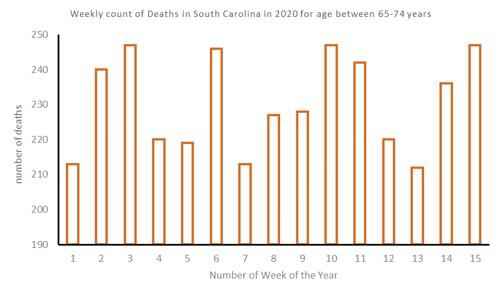 Weekly count of Deaths in South Carolina in 2020 for age between 65-74 years
250
240
230
220
210
200
190
number of deaths
1 2 3 4 5 6 7 8 9 10 11 12 13 14 15
Number of Week of the Year